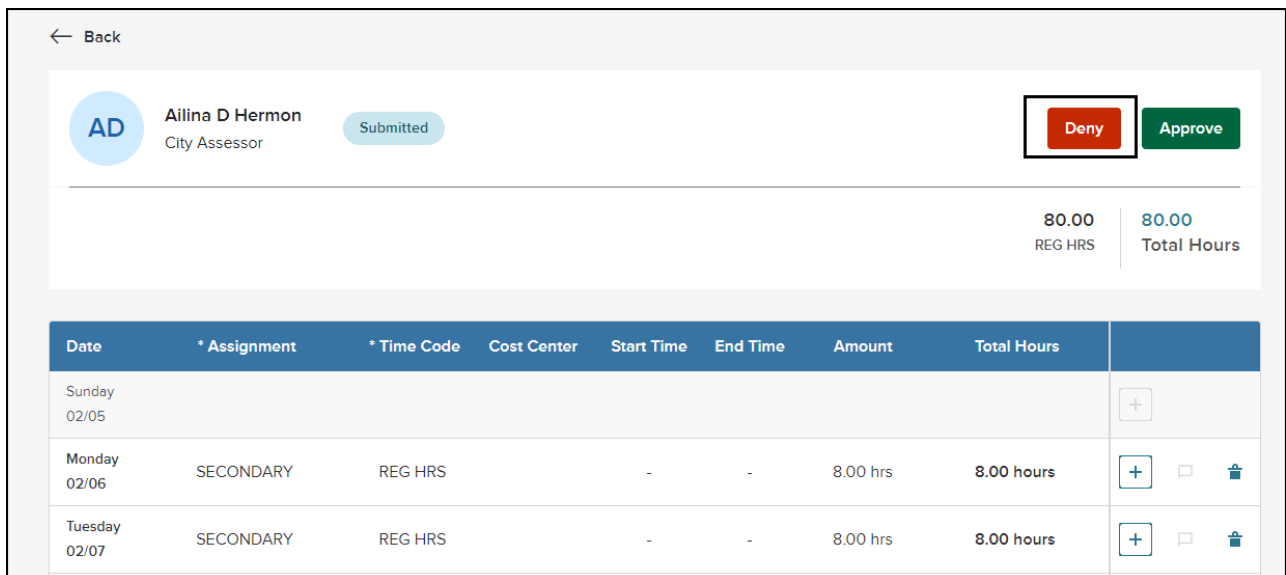 ← Back
AD
Ailina D Hermon
City Assessor
Submitted
Deny
Approve
80.00
REG HRS
80.00
Total Hours
Date * Assignment * Time Code Cost Center Start Time End Time Amount Total Hours
Sunday
02/05
+
Monday
02/06
SECONDARY REG HRS - - 8.00 hrs 8.00 hours +
Tuesday
02/07
SECONDARY REG HRS - - 8.00 hrs 8.00 hours +